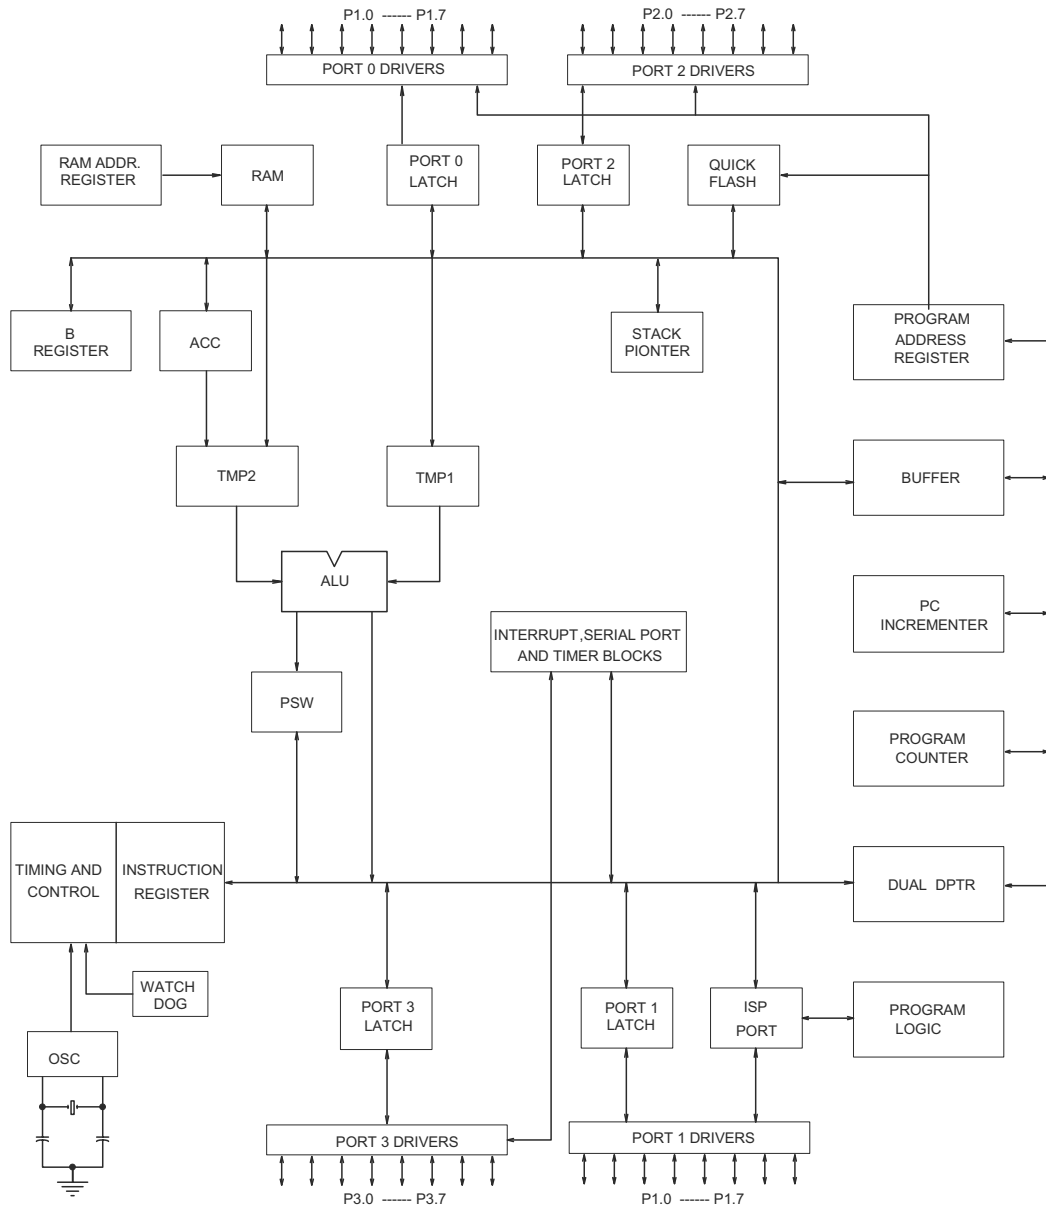 P1.0 ------ P1.7
P2.0 ------ P2.7
PORT 0 DRIVERS
PORT 2 DRIVERS
RAM ADDR.
REGISTER
RAM
PORT 0
LATCH
PORT 2
LATCH
QUICK
FLASH
B
REGISTER
ACC
STACK
PIONTER
PROGRAM
ADDRESS
REGISTER
TMP2
TMP1
BUFFER
ALU
PC
INCREMENTER
INTERRUPT,SERIAL PORT
AND TIMER BLOCKS
PSW
PROGRAM
COUNTER
TIMING AND
CONTROL
INSTRUCTION
REGISTER
DUAL DPTR
WATCH
DOG
PORT 3
LATCH
PORT 1
LATCH
ISP
PORT
PROGRAM
LOGIC
OSC
PORT 3 DRIVERS
PORT 1 DRIVERS
P3.0 ------ P3.7
P1.0 ------ P1.7